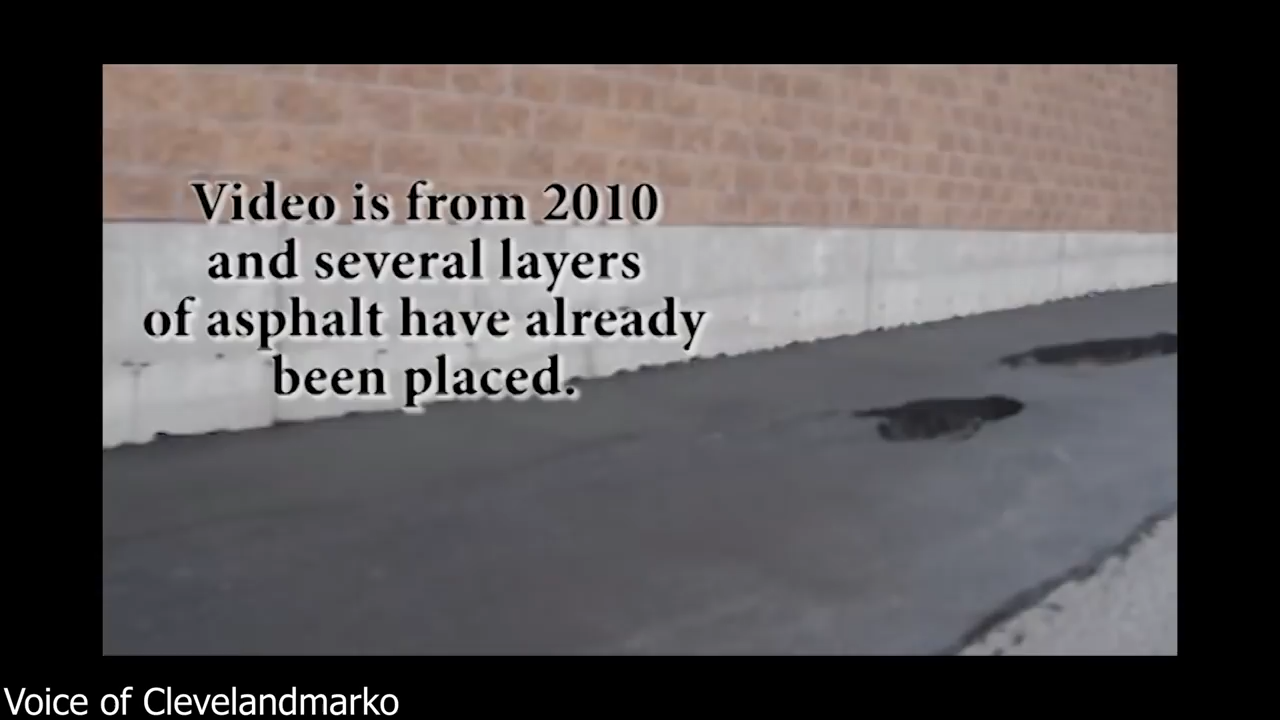 Video is from 2010
and several layers
of asphalt have already
been placed.
Voice of Clevelandmarko